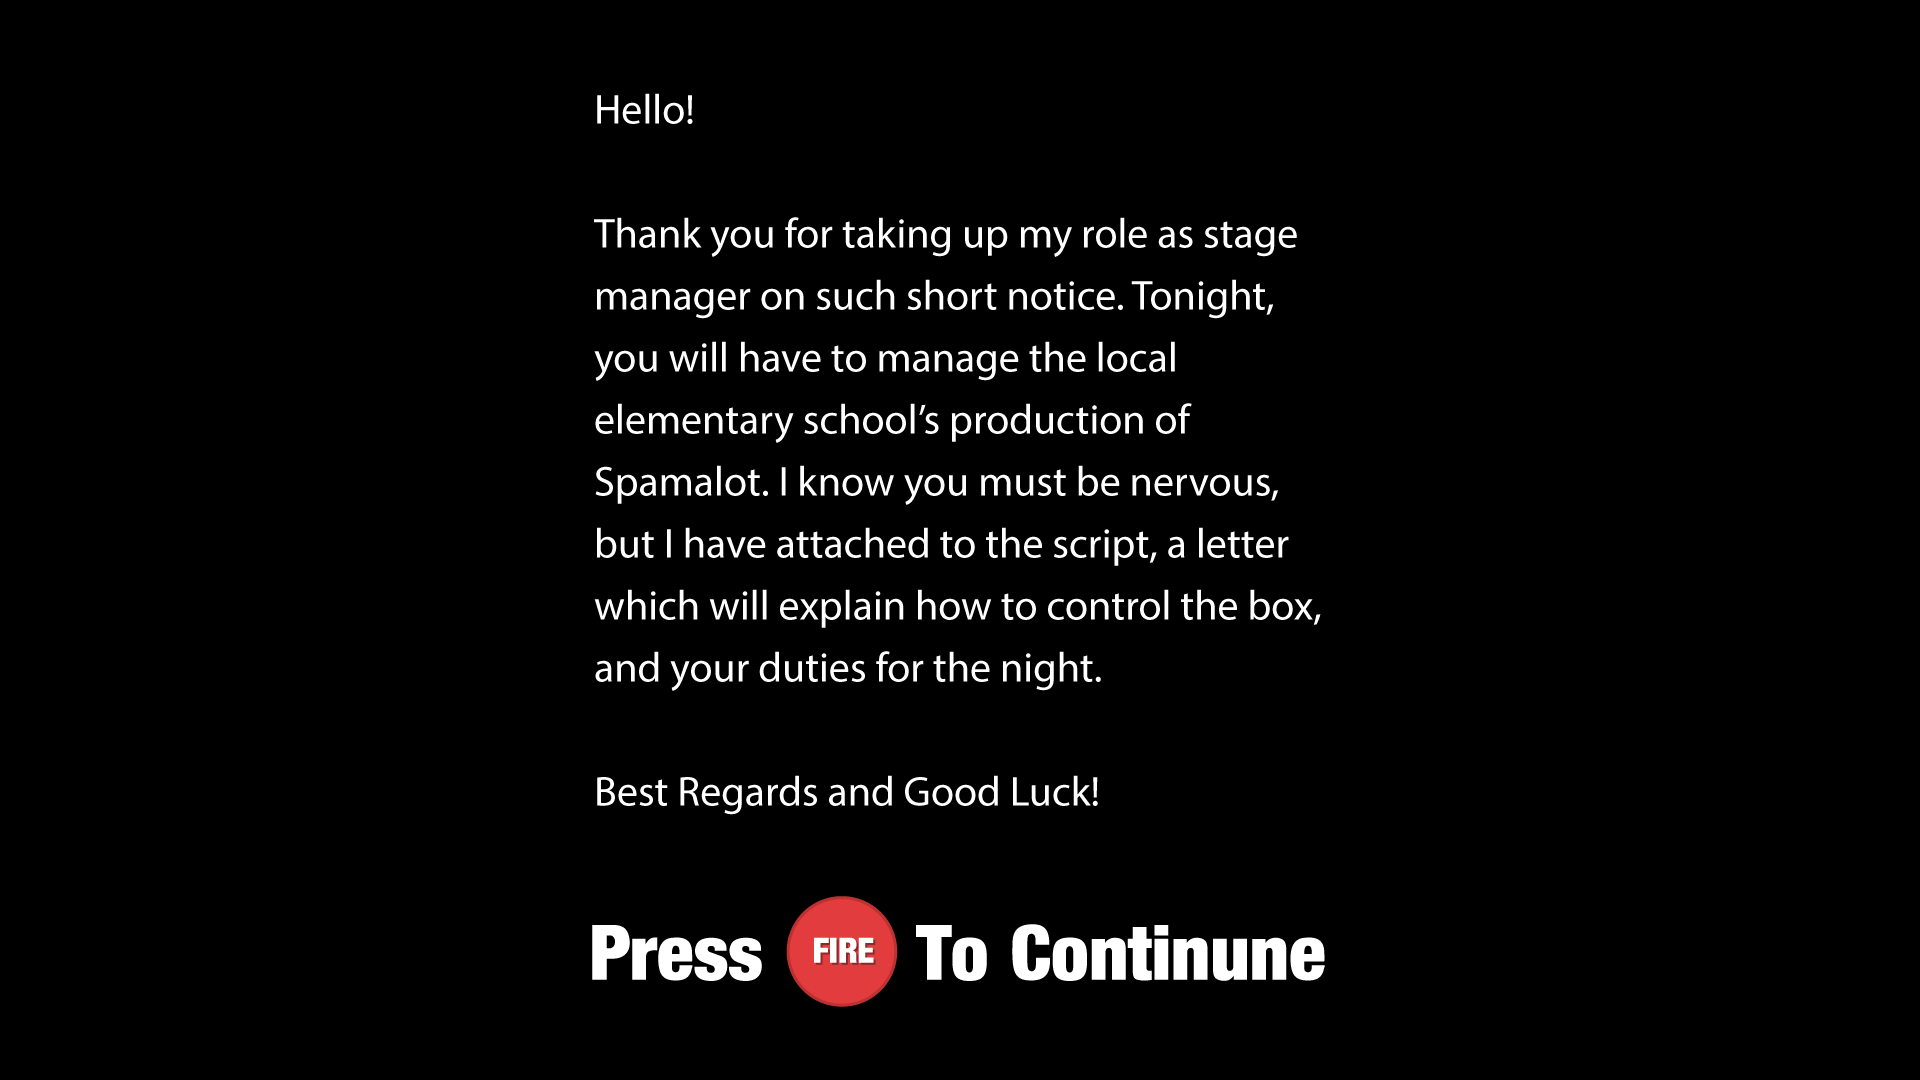 Hello!
Thank you for taking up my role as stage
manager on such short notice. Tonight,
you will have to manage the local
elementary school’s production of
Spamalot. I know you must be nervous,
but I have attached to the script, a letter
which will explain how to control the box,
and your duties for the night.
Best Regards and Good Luck!
Press FIRE To Continune